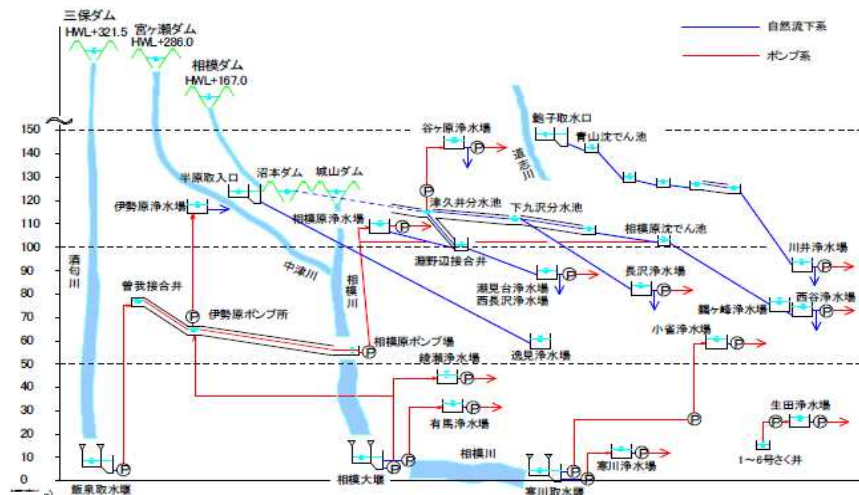 三保ダム
HWL+321.5
宮ヶ瀬ダム
HWL+286.0
相模ダム
HWL+167.0
自然流下系
ポンプ系
150
140
130
120
110
100
90
80
70
60
50
40
30
20
10
0
鮑子取水口
青山沈でん池
道志川
谷ヶ原浄水場
P
P
半原取入口
沼本ダム
城山ダム
津久井分水池
下九沢分水池
伊勢原浄水場
相模原浄水場
P
相模原沈でん池
淵野辺接合井
川井浄水場
P
酒匂川
中津川
相模川
潮見台浄水場
西長沢浄水場
P
長沢浄水場
P
鶴ヶ峰浄水場
西谷浄水場
P
曽我接合井
伊勢原ポンプ所
P
相模原ポンプ場
P
逸見浄水場
小雀浄水場
P
綾瀬浄水場
P
有馬浄水場
P
P
生田浄水場
P
P
1～6号さく井
飯泉取水堰
P
相模大堰
P
P
相模川
寒川取水堰
P
P
寒川浄水場
P